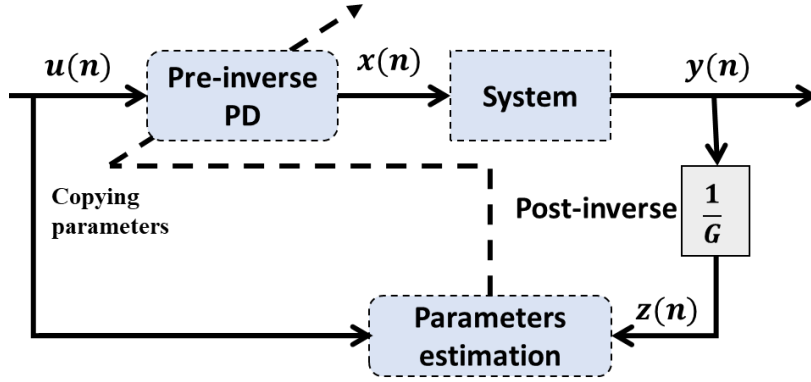 u(n)
Pre-inverse
PD
x(n)
System
y(n)
Copying
parameters
Post-inverse
1
G
Parameters
estimation
z(n)